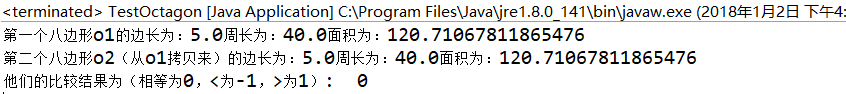 <terminated> TestOctagon [Java Application] C:\Program Files\Java\jre1.8.0_141\bin\javaw.exe (2018年1月2日 下午4:
第一个八边形o1的边长为：5.0周长为：40.0面积为：120.71067811865476
第二个八边形o2（从o1拷贝来）的边长为：5.0周长为：40.0面积为：120.71067811865476
他们的比较结果为（相等为0，<为-1，>为1）： 0